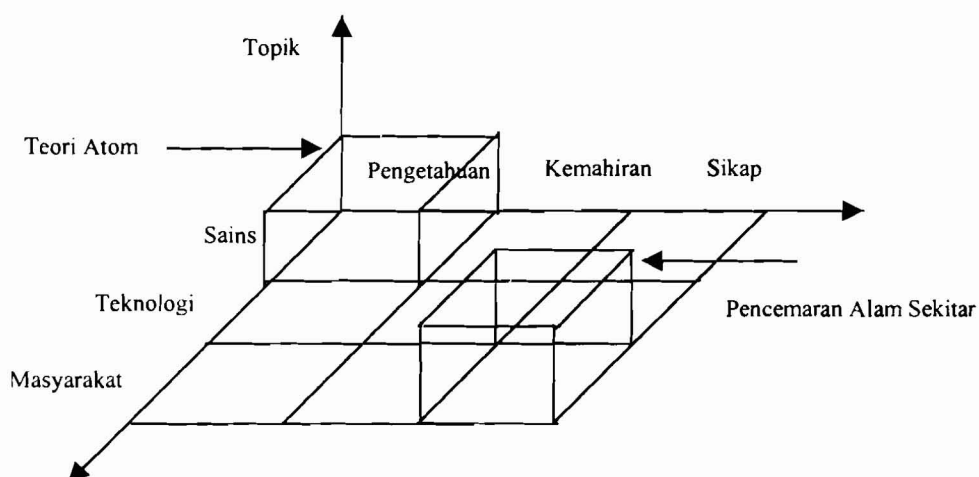 Topik
Teori Atom
Pengetahuan Kemahiran Sikap
Sains
Teknologi
Pencemaran Alam Sekitar
Masyarakat